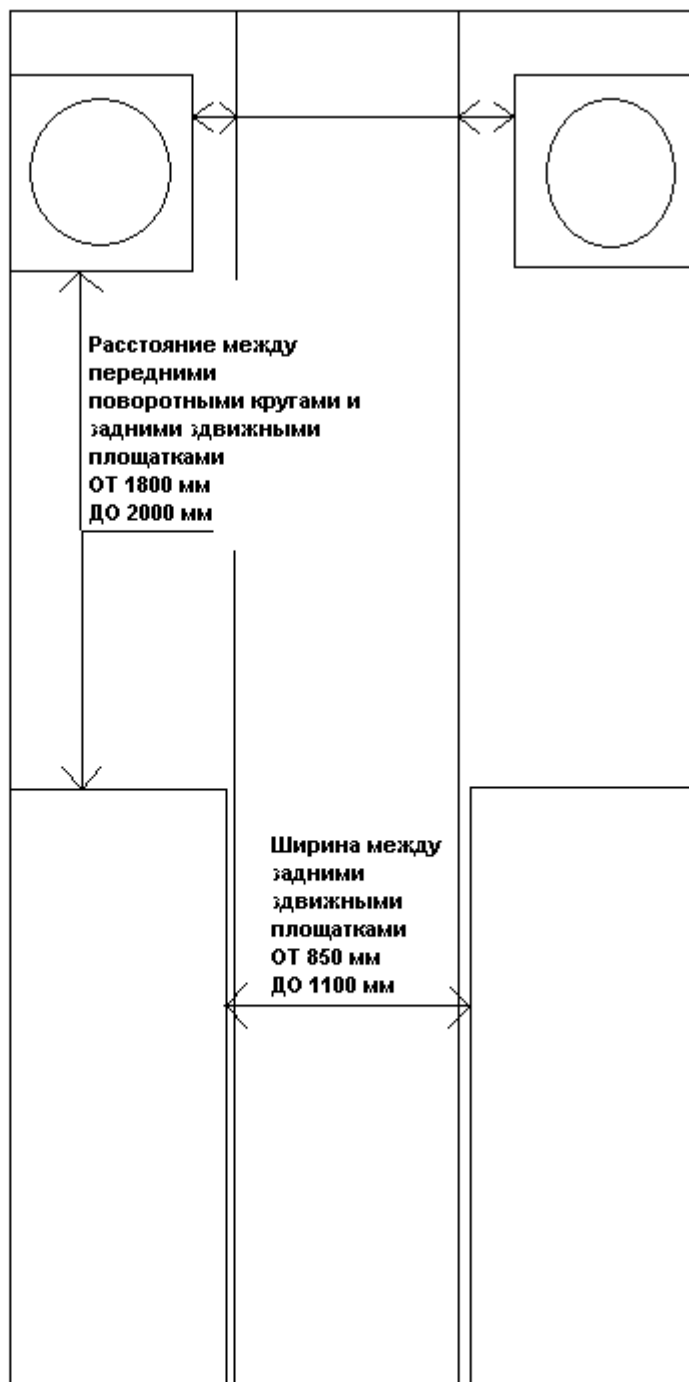 Расстояние между
передними
поворотными кругами и
задними здвижными
площатками
ОТ 1800 мм
ДО 2000 мм
Ширина между
задними
здвижными
площатками
ОТ 850 мм
ДО 1100 мм